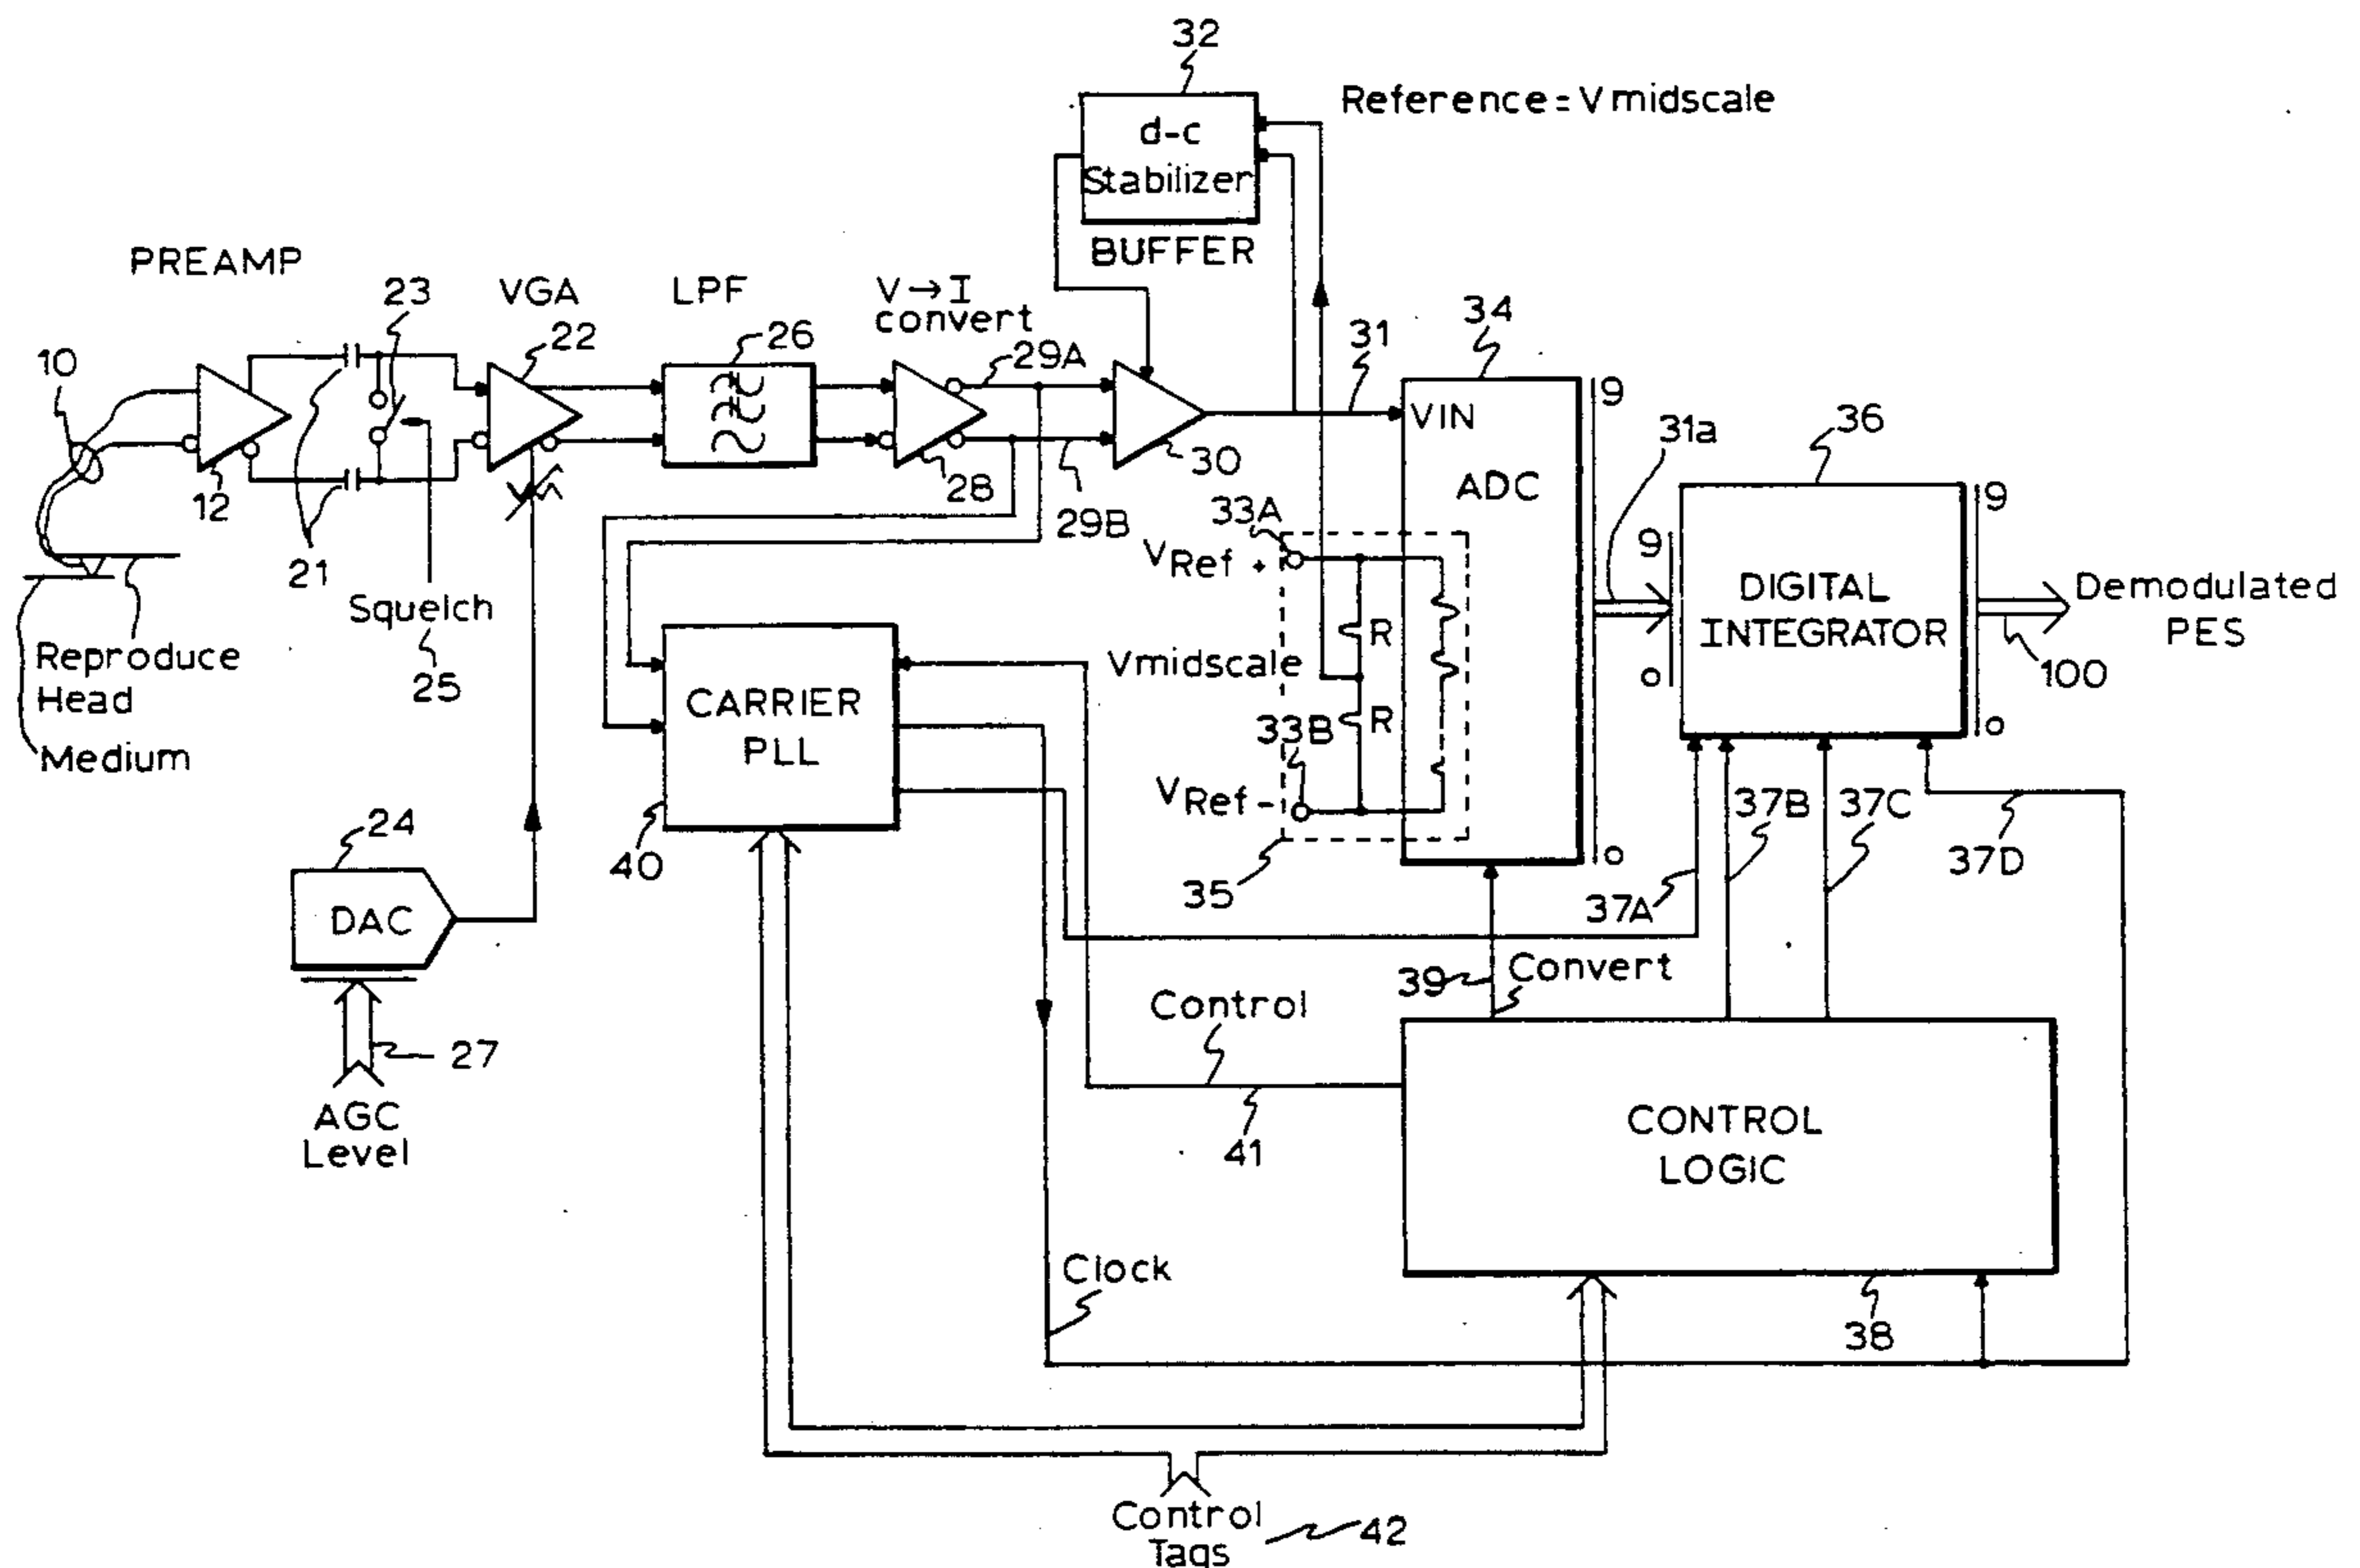 32
Reference = V midscale
d-c
Stabilizer
BUFFER
PREAMP
23
VGA
LPF
V → I
convert
34
10
22
26
29A
31
9
VIN
36
31a
12
28
30
ADC
9
21
29B
33A
9
Squelch
25
VRef +
DIGITAL
INTEGRATOR
Demodulated
PES
Reproduce
Head
R
Vmidscale
o
100
Medium
CARRIER
PLL
R
33B
o
VRef -
37B
37C
24
40
o
37D
35
37A
DAC
39
Convert
Control
27
AGC
Level
41
CONTROL
LOGIC
Clock
38
Control
Tags
42